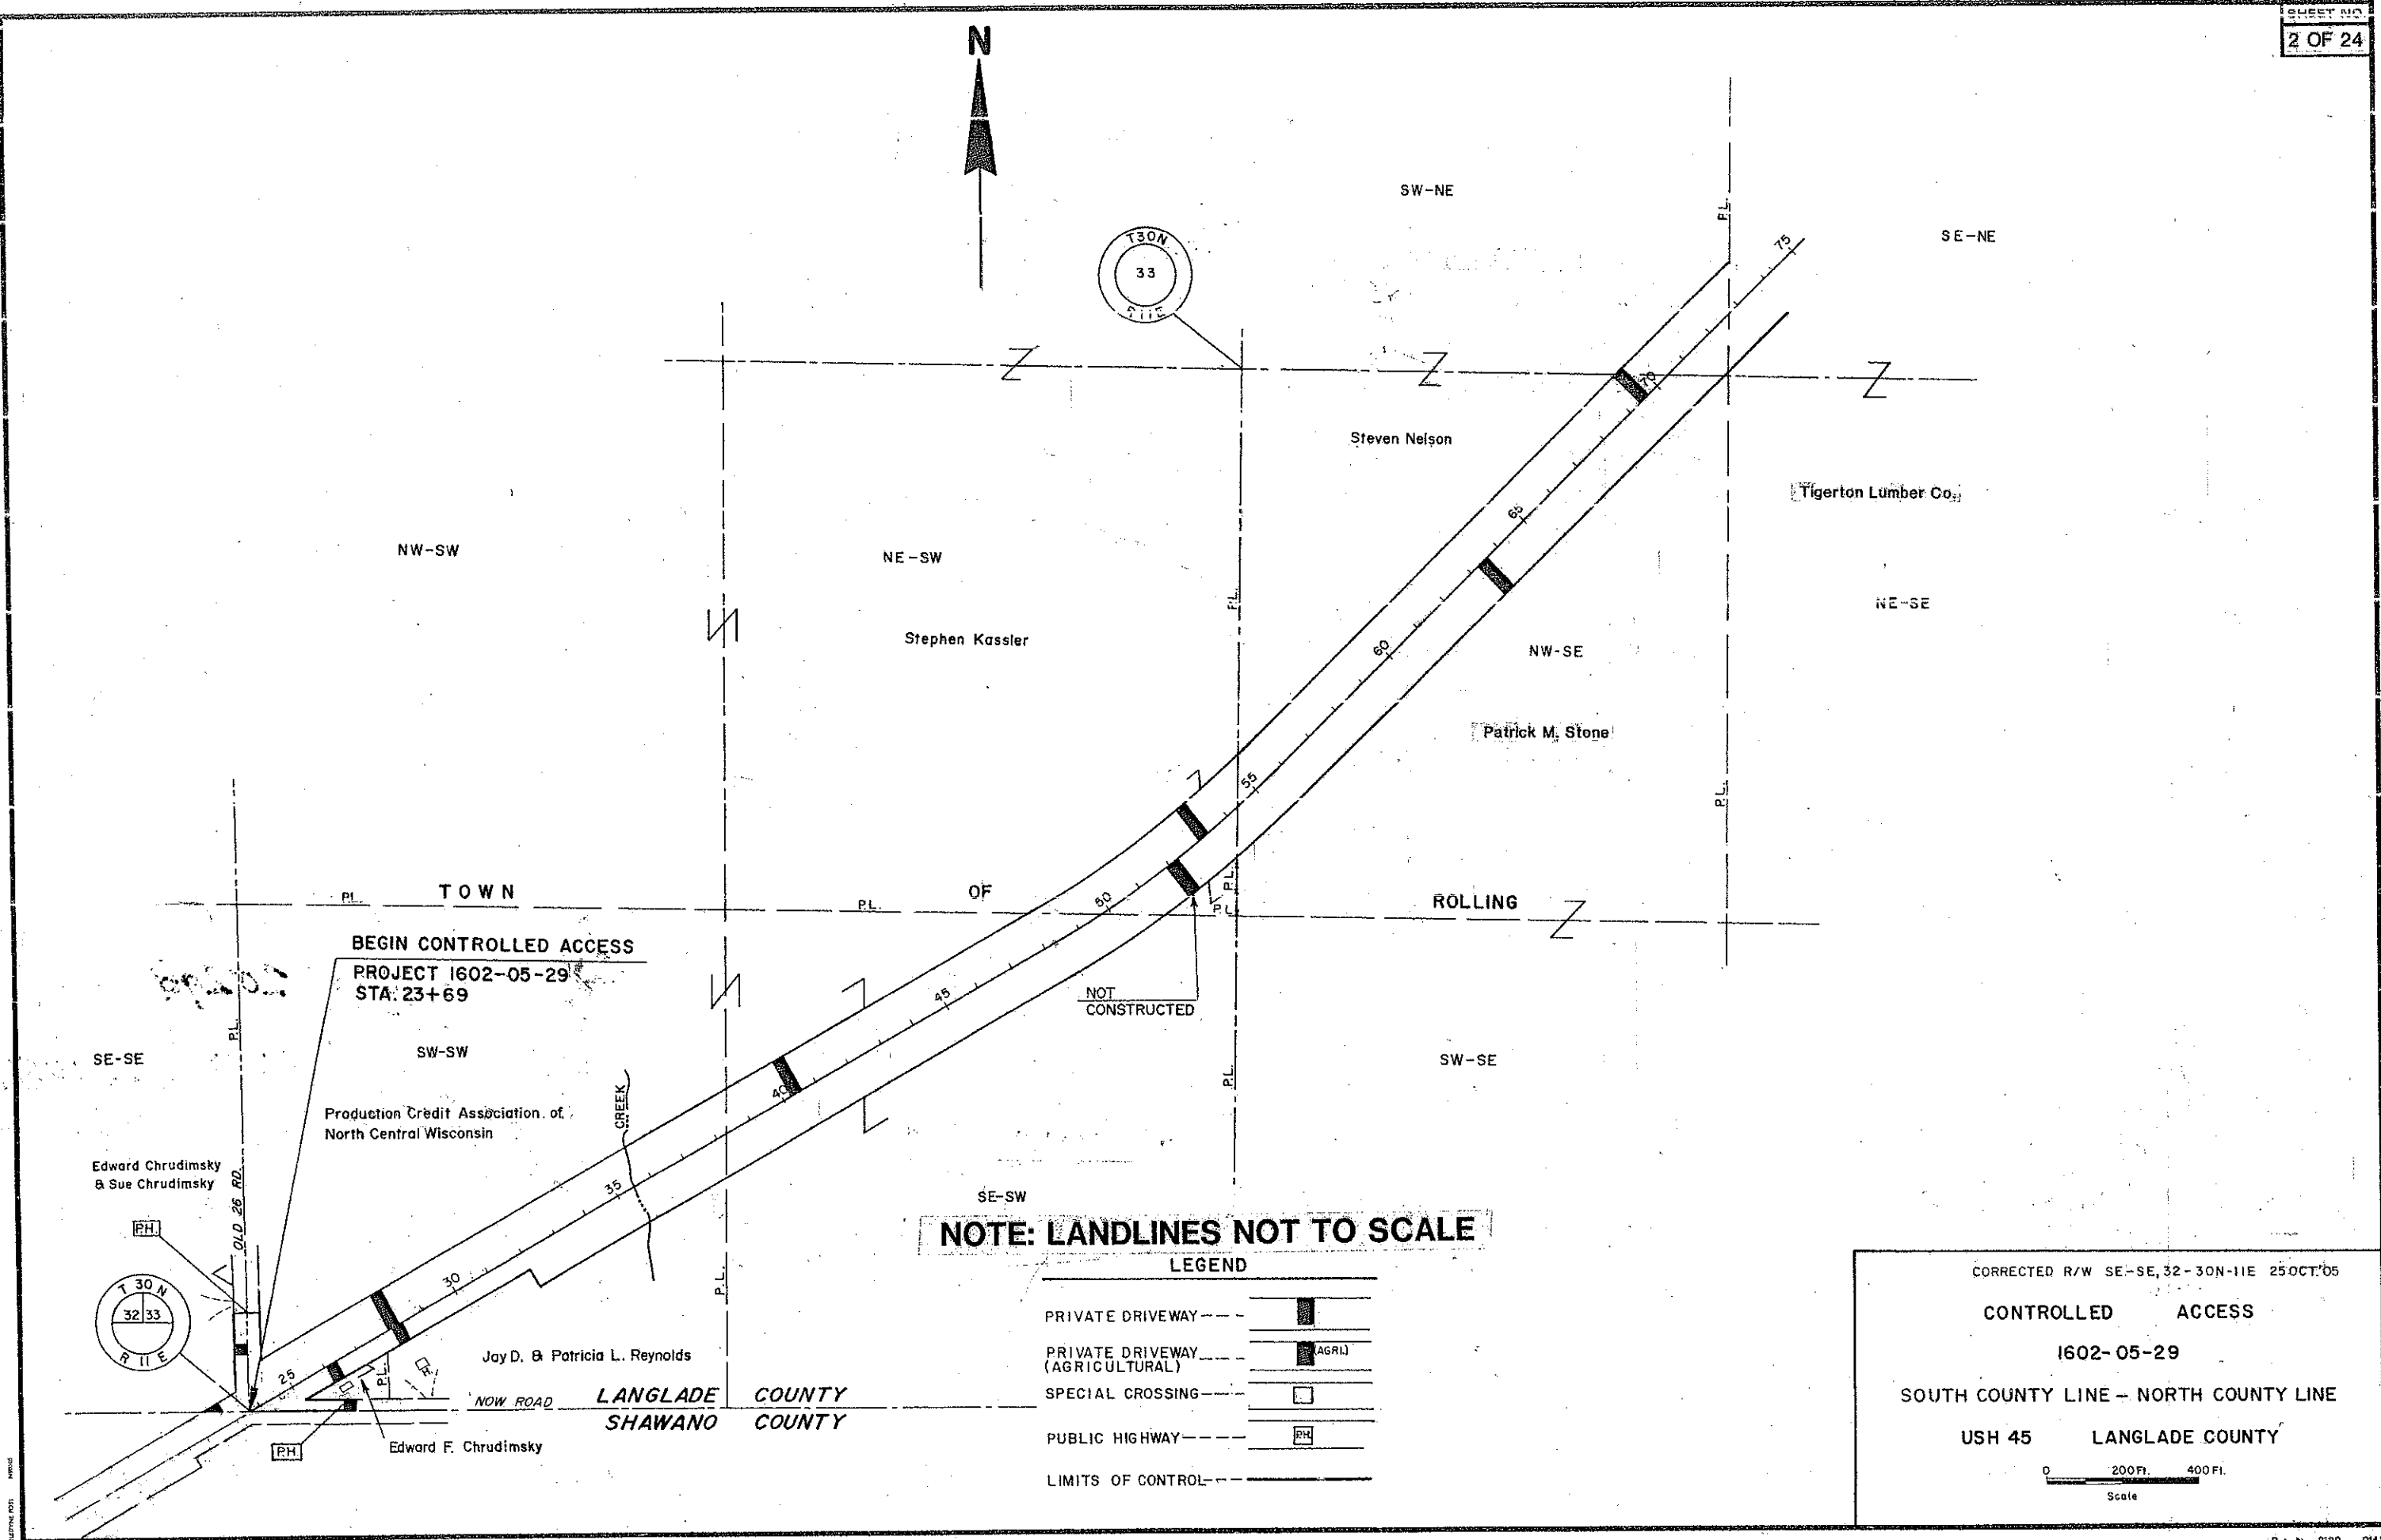 SHEET NO.
2 OF 24
N
SW-NE
SE-NE
T30N
33
R11E
75
P.L.
70
Steven Nelson
Tigerton Lumber Co.
65
NW-SW
NE-SW
NE-SE
P.L.
Stephen Kassler
60
NW-SE
Patrick M. Stone
55
P.L.
P.L.
TOWN
P.L.
OF
50
P.L.
P.L.
ROLLING
BEGIN CONTROLLED ACCESS
PROJECT 1602-05-29
STA. 23+69
45
NOT
CONSTRUCTED
P.L.
SE-SE
SW-SW
SW-SE
P.L.
40
CREEK
Production Credit Association of
North Central Wisconsin
Edward Chrudimsky
& Sue Chrudimsky
OLD 26 RD.
35
SE-SW
P.H.
NOTE: LANDLINES NOT TO SCALE
30
P.L.
T 30 N
32 33
R 11 E
25
P.L.
Jay D. & Patricia L. Reynolds
NOW ROAD
LANGLADE COUNTY
SHAWANO COUNTY
P.H.
Edward F. Chrudimsky
LEGEND
PRIVATE DRIVEWAY
PRIVATE DRIVEWAY
(AGRICULTURAL)
(AGRI.)
SPECIAL CROSSING
PUBLIC HIGHWAY
P.H.
LIMITS OF CONTROL
CORRECTED R/W SE-SE, 32-30N-11E 25 OCT.'05
CONTROLLED ACCESS
1602-05-29
SOUTH COUNTY LINE - NORTH COUNTY LINE
USH 45 LANGLADE COUNTY
0 200 Ft. 400 Ft.
Scale